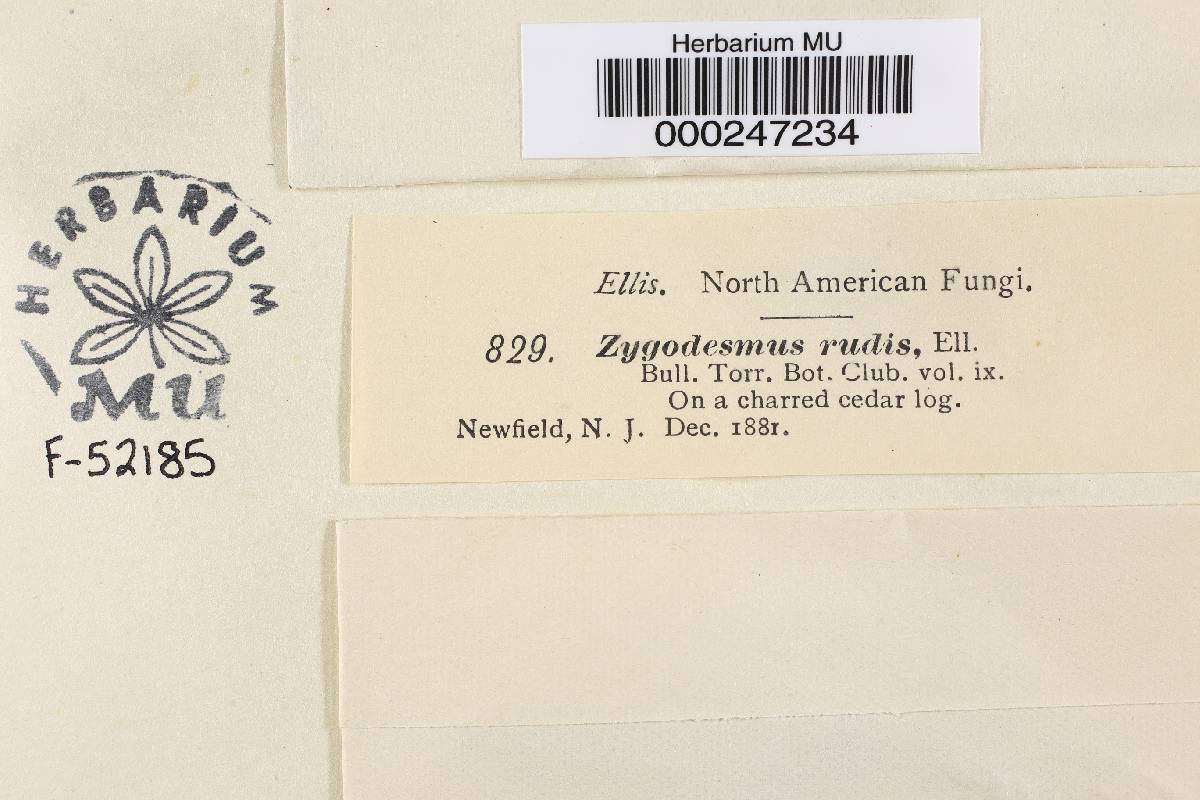 Herbarium MU
000247234
HERBARIUM
MU
F-52185
Ellis. North American Fungi.
829. Zygodesmus rudis, Ell.
Bull. Torr. Bot. Club. vol. ix.
On a charred cedar log.
Newfield, N. J. Dec. 1881.